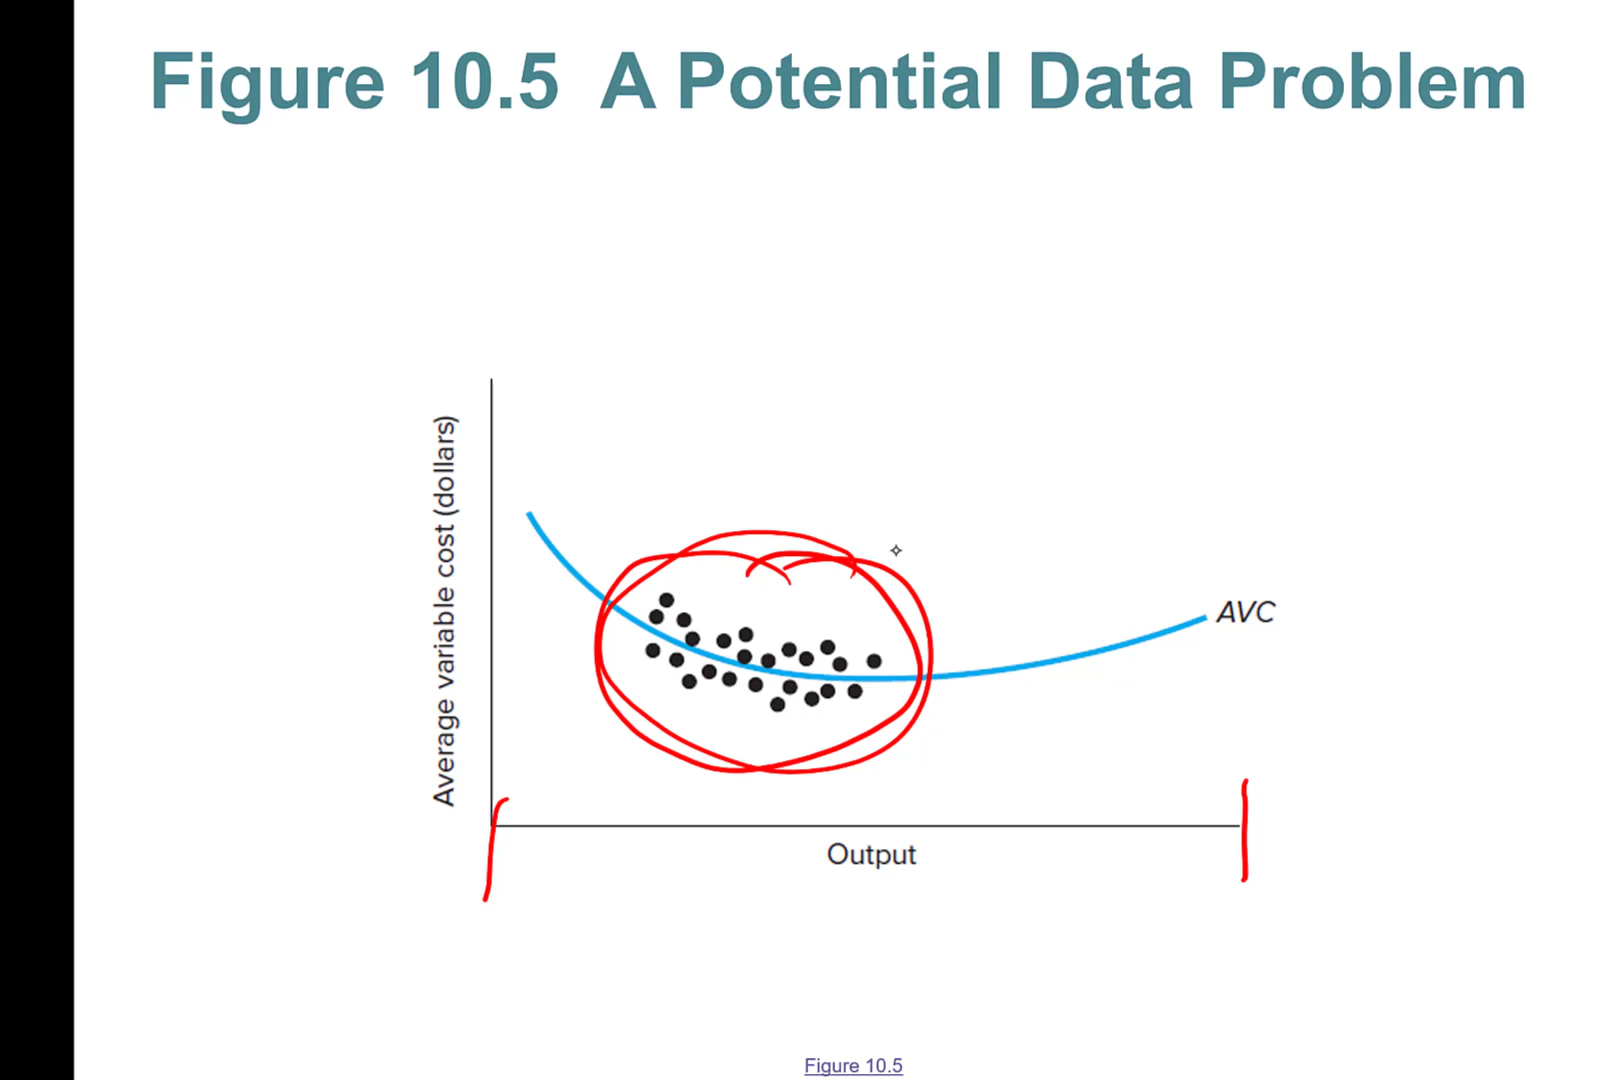 Figure 10.5 A Potential Data Problem
Average variable cost (dollars)
AVC
Output
Figure 10.5